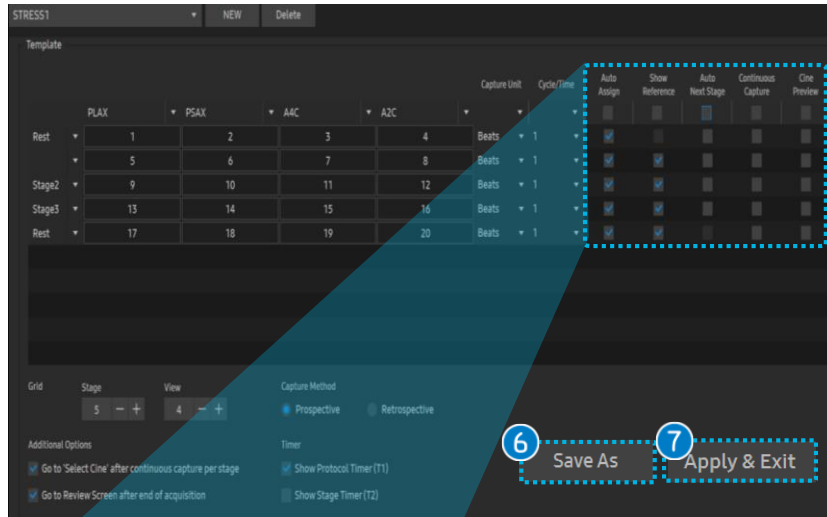 STRESS1 NEW Delete
Template
Capture Unit Cycle/Time Auto Assign Show Reference Auto Next Stage Continuous Capture Cine Preview
PLAX PSAX A4C A2C
Rest 1 2 3 4 Beats 1
5 6 7 8 Beats 1
Stage2 9 10 11 12 Beats 1
Stage3 13 14 15 16 Beats 1
Rest 17 18 19 20 Beats 1
Grid Stage View Capture Method
5 − + 4 − + Prospective Retrospective
Additional Options Timer
Go to 'Select Cine' after continuous capture per stage Show Protocol Timer (T1)
Go to Review Screen after end of acquisition Show Stage Timer (T2)
6 Save As 7 Apply & Exit